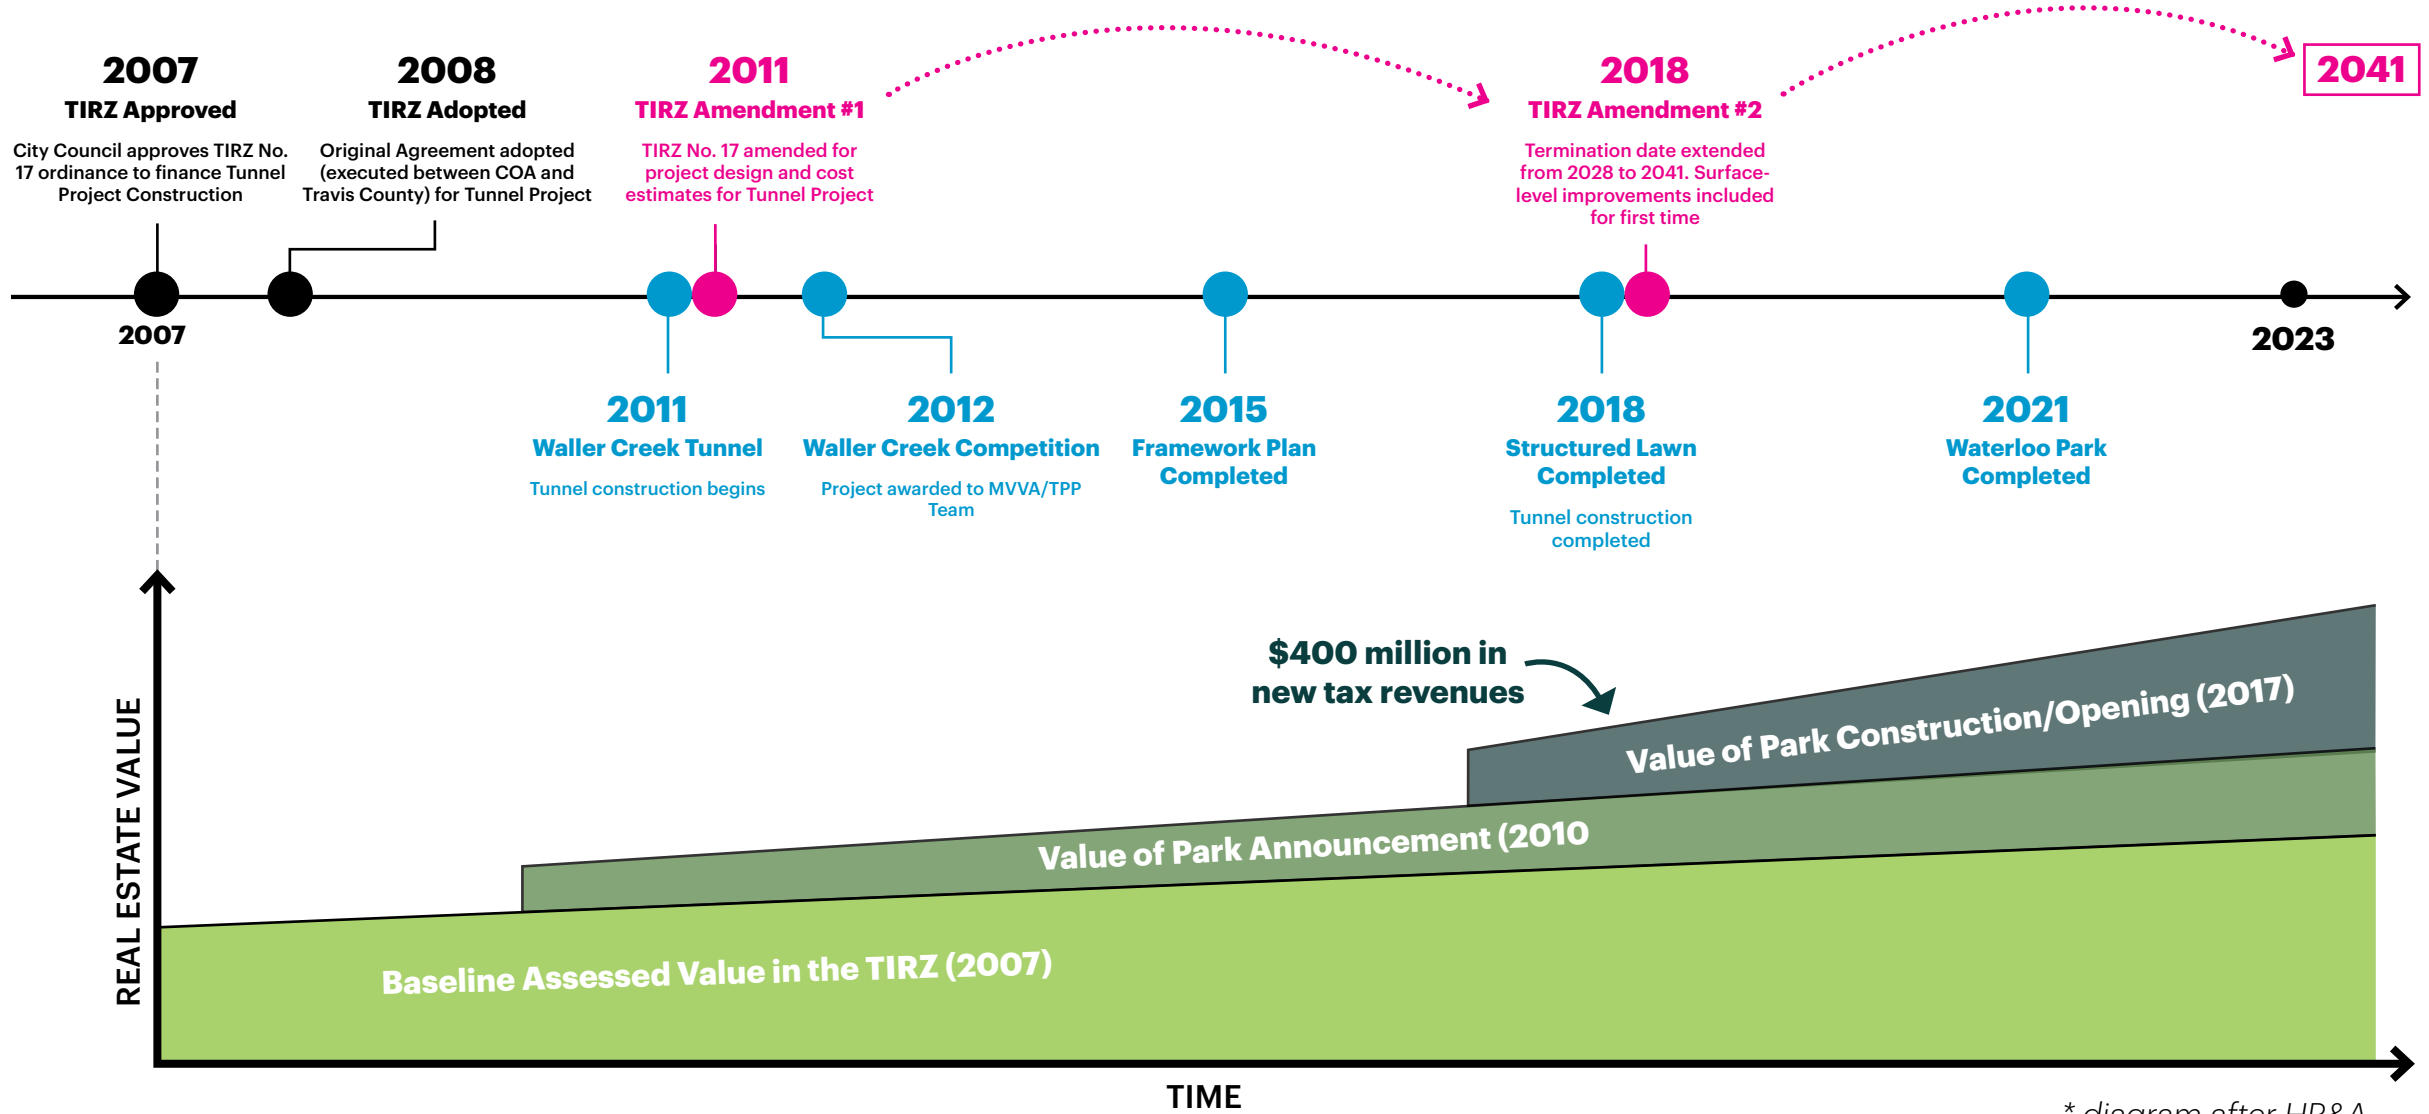 2007
TIRZ Approved
City Council approves TIRZ No.
17 ordinance to finance Tunnel
Project Construction
2008
TIRZ Adopted
Original Agreement adopted
(executed between COA and
Travis County) for Tunnel Project
2011
TIRZ Amendment #1
TIRZ No. 17 amended for
project design and cost
estimates for Tunnel Project
2018
TIRZ Amendment #2
Termination date extended
from 2028 to 2041. Surface-
level improvements included
for first time
2041
2007
2023
2011
Waller Creek Tunnel
Tunnel construction begins
2012
Waller Creek Competition
Project awarded to MVVA/TPP
Team
2015
Framework Plan
Completed
2018
Structured Lawn
Completed
Tunnel construction
completed
2021
Waterloo Park
Completed
$400 million in
new tax revenues
Value of Park Construction/Opening (2017)
Value of Park Announcement (2010
Baseline Assessed Value in the TIRZ (2007)
REAL ESTATE VALUE
TIME
* diagram after HR&A